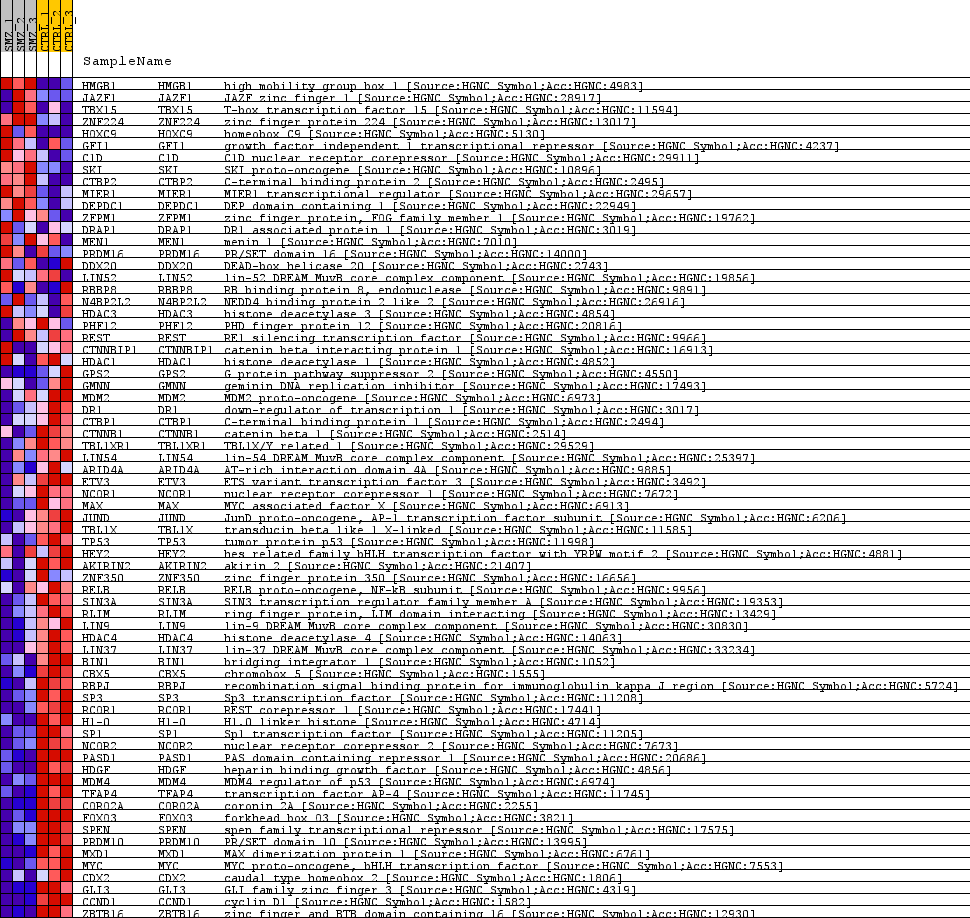 SMZ_1 SMZ_2 SMZ_3 CTRL_1 CTRL_2 CTRL_3
SampleName
HMGB1 HMGB1 high mobility group box 1 [Source:HGNC Symbol;Acc:HGNC:4983]
JAZF1 JAZF1 JAZF zinc finger 1 [Source:HGNC Symbol;Acc:HGNC:28917]
TBX15 TBX15 T-box transcription factor 15 [Source:HGNC Symbol;Acc:HGNC:11594]
ZNF224 ZNF224 zinc finger protein 224 [Source:HGNC Symbol;Acc:HGNC:13017]
HOXC9 HOXC9 homeobox C9 [Source:HGNC Symbol;Acc:HGNC:5130]
GFI1 GFI1 growth factor independent 1 transcriptional repressor [Source:HGNC Symbol;Acc:HGNC:4237]
C1D C1D C1D nuclear receptor corepressor [Source:HGNC Symbol;Acc:HGNC:29911]
SKI SKI SKI proto-oncogene [Source:HGNC Symbol;Acc:HGNC:10896]
CTBP2 CTBP2 C-terminal binding protein 2 [Source:HGNC Symbol;Acc:HGNC:2495]
MIER1 MIER1 MIER1 transcriptional regulator [Source:HGNC Symbol;Acc:HGNC:29657]
DEPDC1 DEPDC1 DEP domain containing 1 [Source:HGNC Symbol;Acc:HGNC:22949]
ZFPM1 ZFPM1 zinc finger protein, FOG family member 1 [Source:HGNC Symbol;Acc:HGNC:19762]
DRAP1 DRAP1 DR1 associated protein 1 [Source:HGNC Symbol;Acc:HGNC:3019]
MEN1 MEN1 menin 1 [Source:HGNC Symbol;Acc:HGNC:7010]
PRDM16 PRDM16 PR/SET domain 16 [Source:HGNC Symbol;Acc:HGNC:14000]
DDX20 DDX20 DEAD-box helicase 20 [Source:HGNC Symbol;Acc:HGNC:2743]
LIN52 LIN52 lin-52 DREAM MuvB core complex component [Source:HGNC Symbol;Acc:HGNC:19856]
RBBP8 RBBP8 RB binding protein 8, endonuclease [Source:HGNC Symbol;Acc:HGNC:9891]
N4BP2L2 N4BP2L2 NEDD4 binding protein 2 like 2 [Source:HGNC Symbol;Acc:HGNC:26916]
HDAC3 HDAC3 histone deacetylase 3 [Source:HGNC Symbol;Acc:HGNC:4854]
PHF12 PHF12 PHD finger protein 12 [Source:HGNC Symbol;Acc:HGNC:20816]
REST REST RE1 silencing transcription factor [Source:HGNC Symbol;Acc:HGNC:9966]
CTNNBIP1 CTNNBIP1 catenin beta interacting protein 1 [Source:HGNC Symbol;Acc:HGNC:16913]
HDAC1 HDAC1 histone deacetylase 1 [Source:HGNC Symbol;Acc:HGNC:4852]
GPS2 GPS2 G protein pathway suppressor 2 [Source:HGNC Symbol;Acc:HGNC:4550]
GMNN GMNN geminin DNA replication inhibitor [Source:HGNC Symbol;Acc:HGNC:17493]
MDM2 MDM2 MDM2 proto-oncogene [Source:HGNC Symbol;Acc:HGNC:6973]
DR1 DR1 down-regulator of transcription 1 [Source:HGNC Symbol;Acc:HGNC:3017]
CTBP1 CTBP1 C-terminal binding protein 1 [Source:HGNC Symbol;Acc:HGNC:2494]
CTNNB1 CTNNB1 catenin beta 1 [Source:HGNC Symbol;Acc:HGNC:2514]
TBL1XR1 TBL1XR1 TBL1X/Y related 1 [Source:HGNC Symbol;Acc:HGNC:29529]
LIN54 LIN54 lin-54 DREAM MuvB core complex component [Source:HGNC Symbol;Acc:HGNC:25397]
ARID4A ARID4A AT-rich interaction domain 4A [Source:HGNC Symbol;Acc:HGNC:9885]
ETV3 ETV3 ETS variant transcription factor 3 [Source:HGNC Symbol;Acc:HGNC:3492]
NCOR1 NCOR1 nuclear receptor corepressor 1 [Source:HGNC Symbol;Acc:HGNC:7672]
MAX MAX MYC associated factor X [Source:HGNC Symbol;Acc:HGNC:6913]
JUND JUND JunD proto-oncogene, AP-1 transcription factor subunit [Source:HGNC Symbol;Acc:HGNC:6206]
TBL1X TBL1X transducin beta like 1 X-linked [Source:HGNC Symbol;Acc:HGNC:11585]
TP53 TP53 tumor protein p53 [Source:HGNC Symbol;Acc:HGNC:11998]
HEY2 HEY2 hes related family bHLH transcription factor with YRPW motif 2 [Source:HGNC Symbol;Acc:HGNC:4881]
AKIRIN2 AKIRIN2 akirin 2 [Source:HGNC Symbol;Acc:HGNC:21407]
ZNF350 ZNF350 zinc finger protein 350 [Source:HGNC Symbol;Acc:HGNC:16656]
RELB RELB RELB proto-oncogene, NF-kB subunit [Source:HGNC Symbol;Acc:HGNC:9956]
SIN3A SIN3A SIN3 transcription regulator family member A [Source:HGNC Symbol;Acc:HGNC:19353]
RLIM RLIM ring finger protein, LIM domain interacting [Source:HGNC Symbol;Acc:HGNC:13429]
LIN9 LIN9 lin-9 DREAM MuvB core complex component [Source:HGNC Symbol;Acc:HGNC:30830]
HDAC4 HDAC4 histone deacetylase 4 [Source:HGNC Symbol;Acc:HGNC:14063]
LIN37 LIN37 lin-37 DREAM MuvB core complex component [Source:HGNC Symbol;Acc:HGNC:33234]
BIN1 BIN1 bridging integrator 1 [Source:HGNC Symbol;Acc:HGNC:1052]
CBX5 CBX5 chromobox 5 [Source:HGNC Symbol;Acc:HGNC:1555]
RBPJ RBPJ recombination signal binding protein for immunoglobulin kappa J region [Source:HGNC Symbol;Acc:HGNC:5724]
SP3 SP3 Sp3 transcription factor [Source:HGNC Symbol;Acc:HGNC:11208]
RCOR1 RCOR1 REST corepressor 1 [Source:HGNC Symbol;Acc:HGNC:17441]
H1-0 H1-0 H1.0 linker histone [Source:HGNC Symbol;Acc:HGNC:4714]
SP1 SP1 Sp1 transcription factor [Source:HGNC Symbol;Acc:HGNC:11205]
NCOR2 NCOR2 nuclear receptor corepressor 2 [Source:HGNC Symbol;Acc:HGNC:7673]
PASD1 PASD1 PAS domain containing repressor 1 [Source:HGNC Symbol;Acc:HGNC:20686]
HDGF HDGF heparin binding growth factor [Source:HGNC Symbol;Acc:HGNC:4856]
MDM4 MDM4 MDM4 regulator of p53 [Source:HGNC Symbol;Acc:HGNC:6974]
TFAP4 TFAP4 transcription factor AP-4 [Source:HGNC Symbol;Acc:HGNC:11745]
CORO2A CORO2A coronin 2A [Source:HGNC Symbol;Acc:HGNC:2255]
FOXO3 FOXO3 forkhead box O3 [Source:HGNC Symbol;Acc:HGNC:3821]
SPEN SPEN spen family transcriptional repressor [Source:HGNC Symbol;Acc:HGNC:17575]
PRDM10 PRDM10 PR/SET domain 10 [Source:HGNC Symbol;Acc:HGNC:13995]
MXD1 MXD1 MAX dimerization protein 1 [Source:HGNC Symbol;Acc:HGNC:6761]
MYC MYC MYC proto-oncogene, bHLH transcription factor [Source:HGNC Symbol;Acc:HGNC:7553]
CDX2 CDX2 caudal type homeobox 2 [Source:HGNC Symbol;Acc:HGNC:1806]
GLI3 GLI3 GLI family zinc finger 3 [Source:HGNC Symbol;Acc:HGNC:4319]
CCND1 CCND1 cyclin D1 [Source:HGNC Symbol;Acc:HGNC:1582]
ZBTB16 ZBTB16 zinc finger and BTB domain containing 16 [Source:HGNC Symbol;Acc:HGNC:12930]